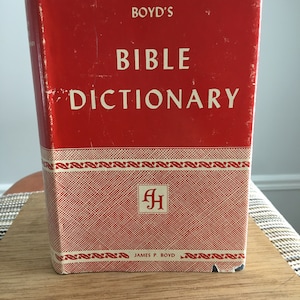 BOYD'S
BIBLE
DICTIONARY
AH
JAMES P. BOYD